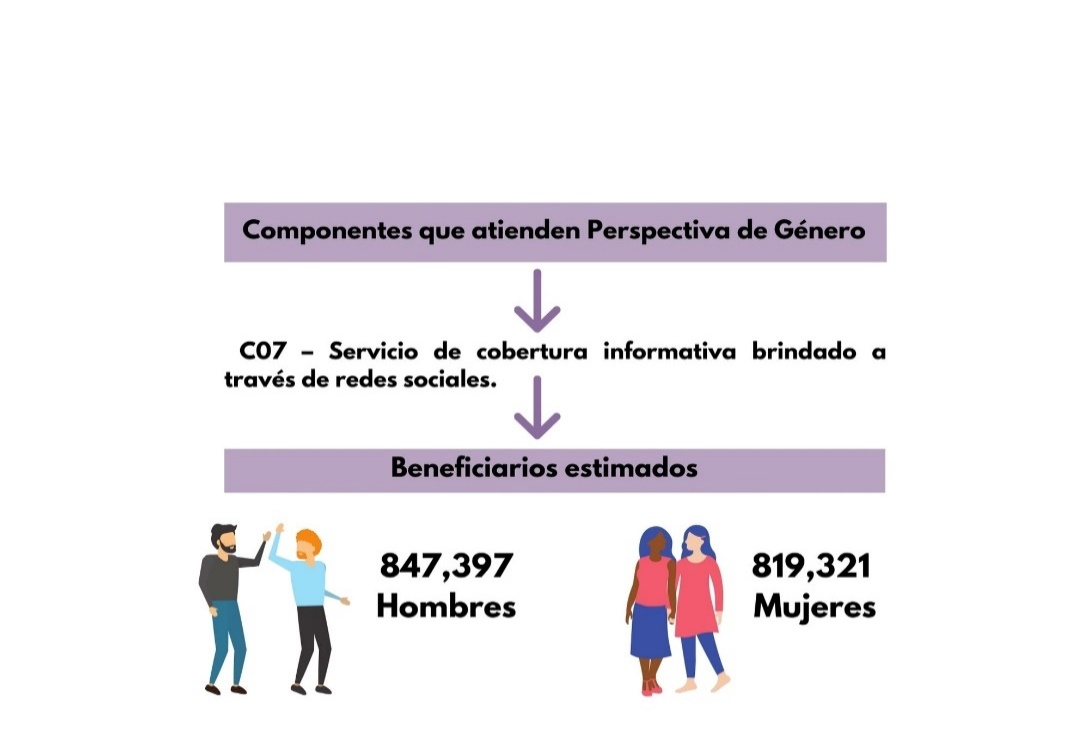 Componentes que atienden Perspectiva de Género
C07 – Servicio de cobertura informativa brindado a
través de redes sociales.
Beneficiarios estimados
847,397
Hombres
819,321
Mujeres